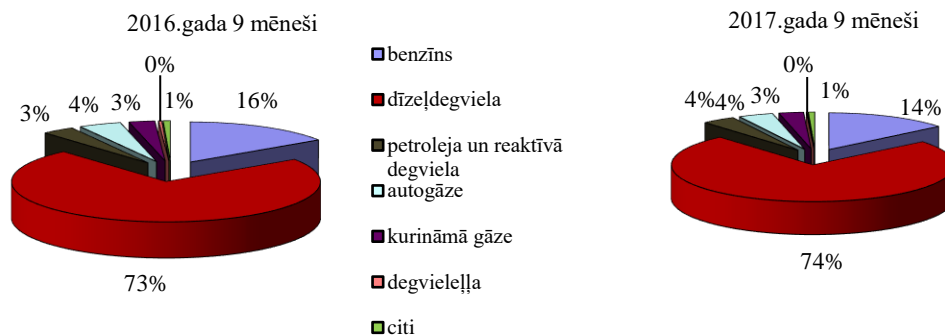 2016.gada 9 mēneši
0%
3%
4%
3%
1%
16%
73%
benzīns
dīzeļdegviela
petroleja un reaktīvā
degviela
autogāze
kurināmā gāze
degvieleļļa
citi
2017.gada 9 mēneši
0%
4%
4%
3%
1%
14%
74%